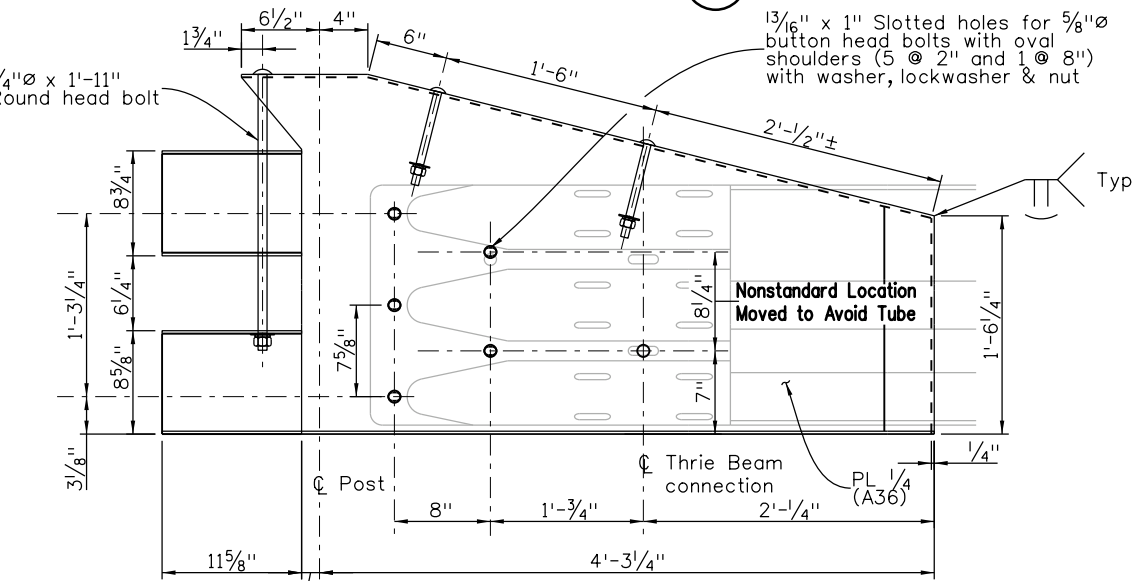 6½" 4"
1¾"
6"
1'-6"
2'-½"±
13/16" x 1" Slotted holes for ⅝"Ø
button head bolts with oval
shoulders (5 @ 2" and 1 @ 8")
with washer, lockwasher & nut
¼"Ø x 1'-11"
Round head bolt
Typ
8¾"
6¼"
8⅝"
1'-3¼"
3⅛"
7⅝"
8¼"
7"
Nonstandard Location
Moved to Avoid Tube
1'-6¼"
¼"
℄ Post
℄ Thrie Beam
connection
PL ¼
(A36)
8" 1'-¾" 2'-¼"
11⅝" 4'-3¼"